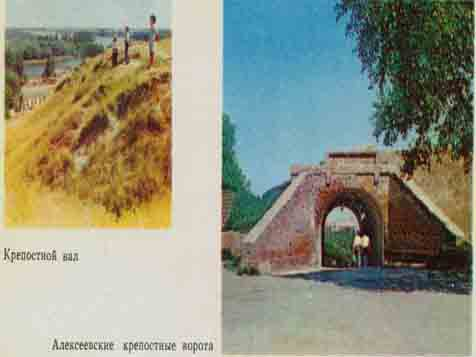 Крепостной вал
Алексеевские крепостные ворота